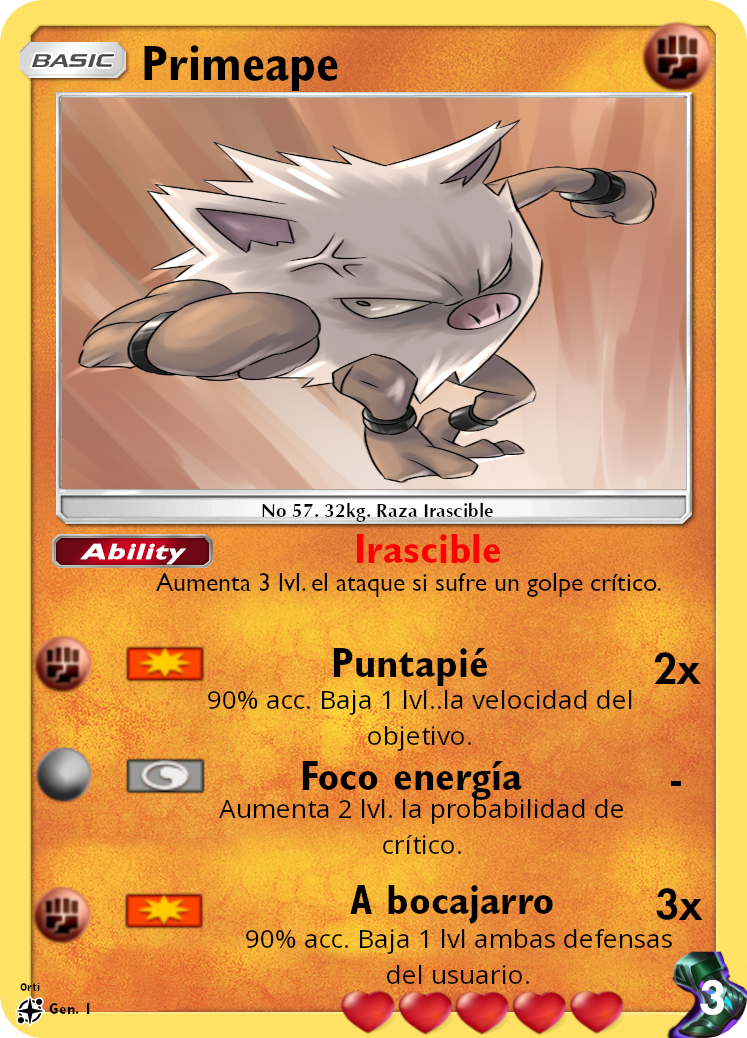 BASIC Primeape
No 57. 32kg. Raza Irascible
Ability Irascible
Aumenta 3 lvl. el ataque si sufre un golpe crítico.
Puntapié 2x
90% acc. Baja 1 lvl..la velocidad del
objetivo.
Foco energía -
Aumenta 2 lvl. la probabilidad de
crítico.
A bocajarro 3x
90% acc. Baja 1 lvl ambas defensas
del usuario.
Orti
Gen. I
3